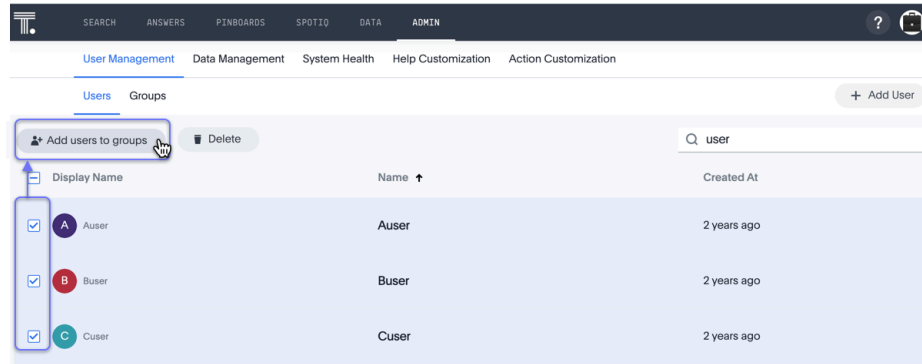 SEARCH ANSWERS PINBOARDS SPOTIQ DATA ADMIN ?
User Management Data Management System Health Help Customization Action Customization
Users Groups + Add User
Add users to groups Delete user
Display Name Name ↑ Created At
A Auser Auser 2 years ago
B Buser Buser 2 years ago
C Cuser Cuser 2 years ago